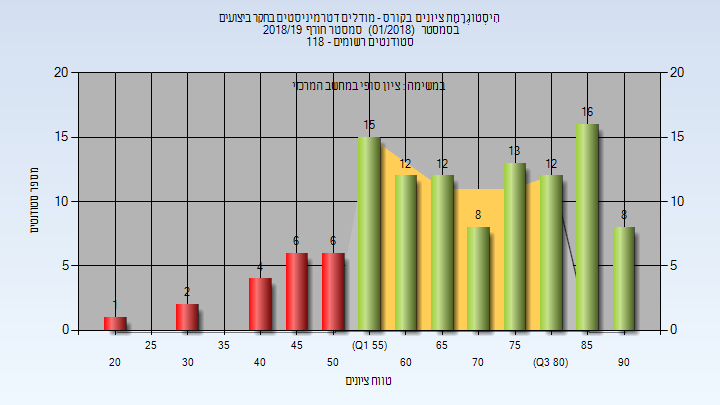 היסטוגרמת ציונים בקורס - מודלים דטרמיניסטים בחקר ביצועים
בסמסטר (01/2018) סמסטר חורף 2018/19
סטודנטים רשומים - 118
במשימה : ציון סופי במחשב המרכזי
20 20
15 15
10 10
5 5
0 0
מספר סטודנטים
1 2 4 6 6 15 12 12 8 13 12 16 8
25 35 45 (Q1 55) 65 75 85
20 30 40 50 60 70 (Q3 80) 90
טווח ציונים